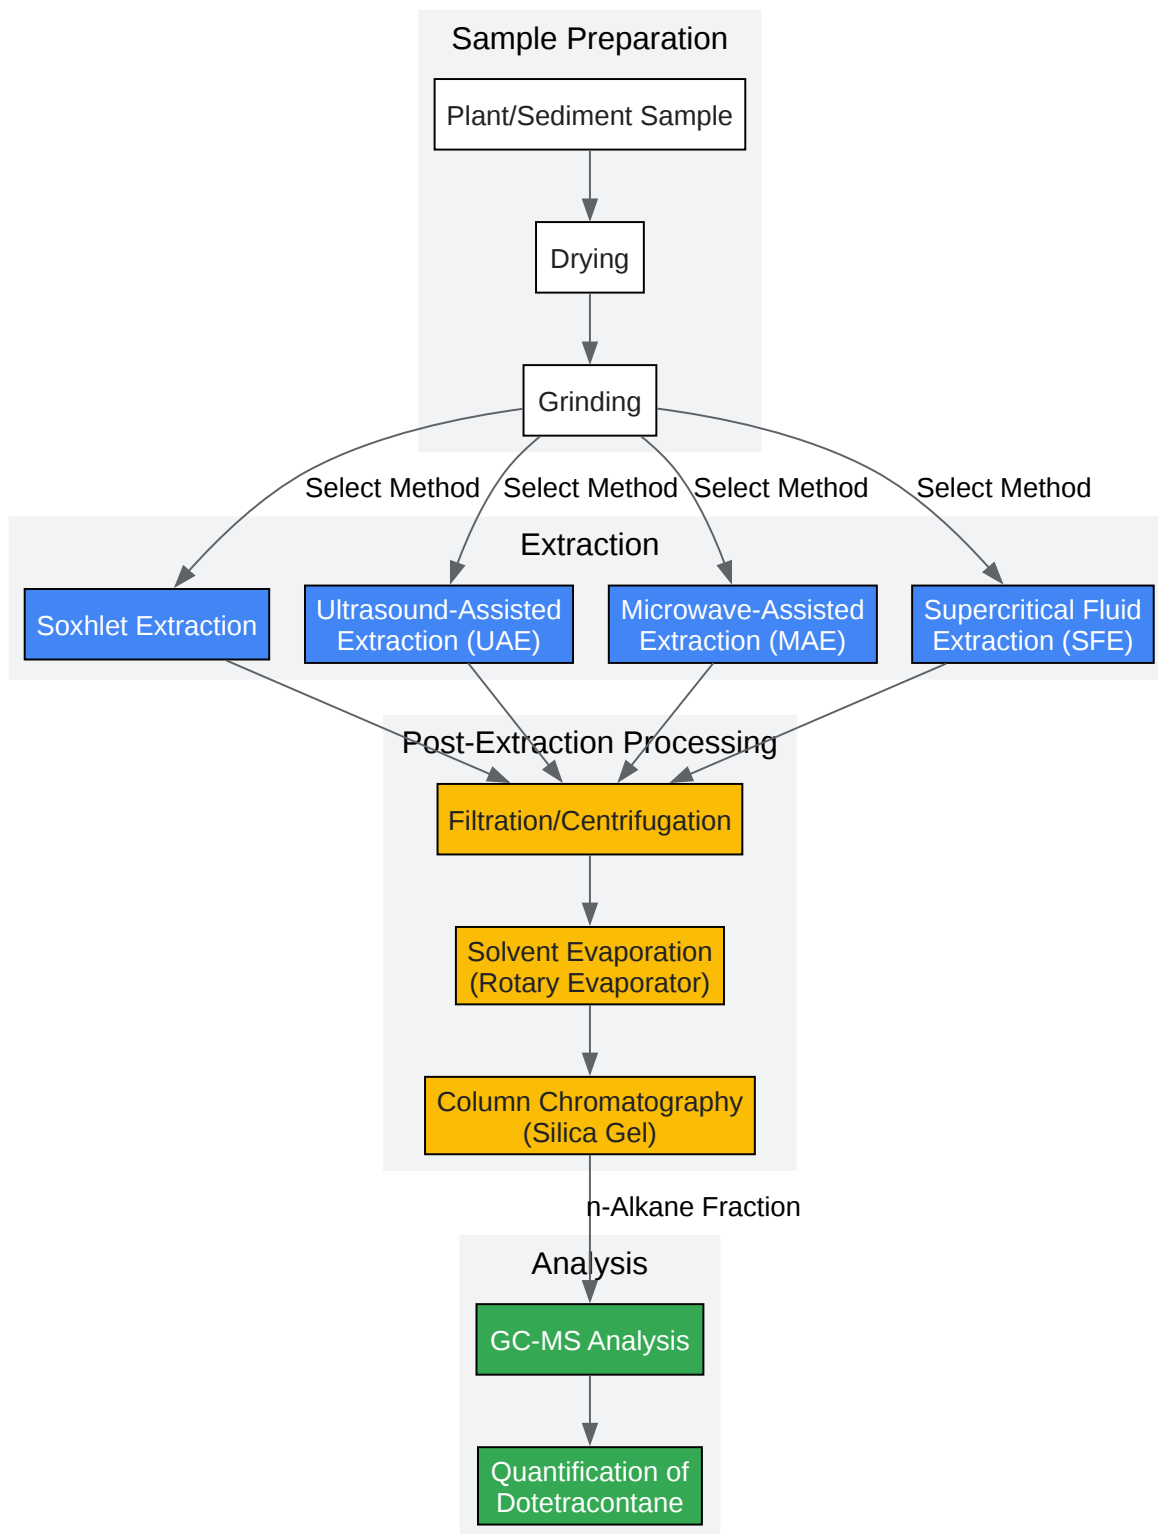 Sample Preparation
Plant/Sediment Sample
Drying
Grinding
Select Method
Select Method
Select Method
Select Method
Extraction
Soxhlet Extraction
Ultrasound-Assisted
Extraction (UAE)
Microwave-Assisted
Extraction (MAE)
Supercritical Fluid
Extraction (SFE)
Post-Extraction Processing
Filtration/Centrifugation
Solvent Evaporation
(Rotary Evaporator)
Column Chromatography
(Silica Gel)
n-Alkane Fraction
Analysis
GC-MS Analysis
Quantification of
Dotetracontane